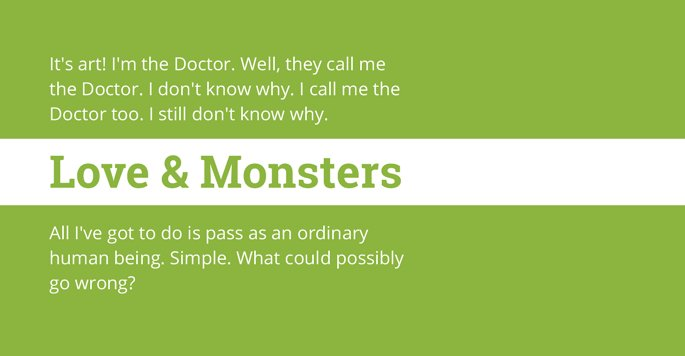 It's art! I'm the Doctor. Well, they call me
the Doctor. I don't know why. I call me the
Doctor too. I still don't know why.
Love & Monsters
All I've got to do is pass as an ordinary
human being. Simple. What could possibly
go wrong?